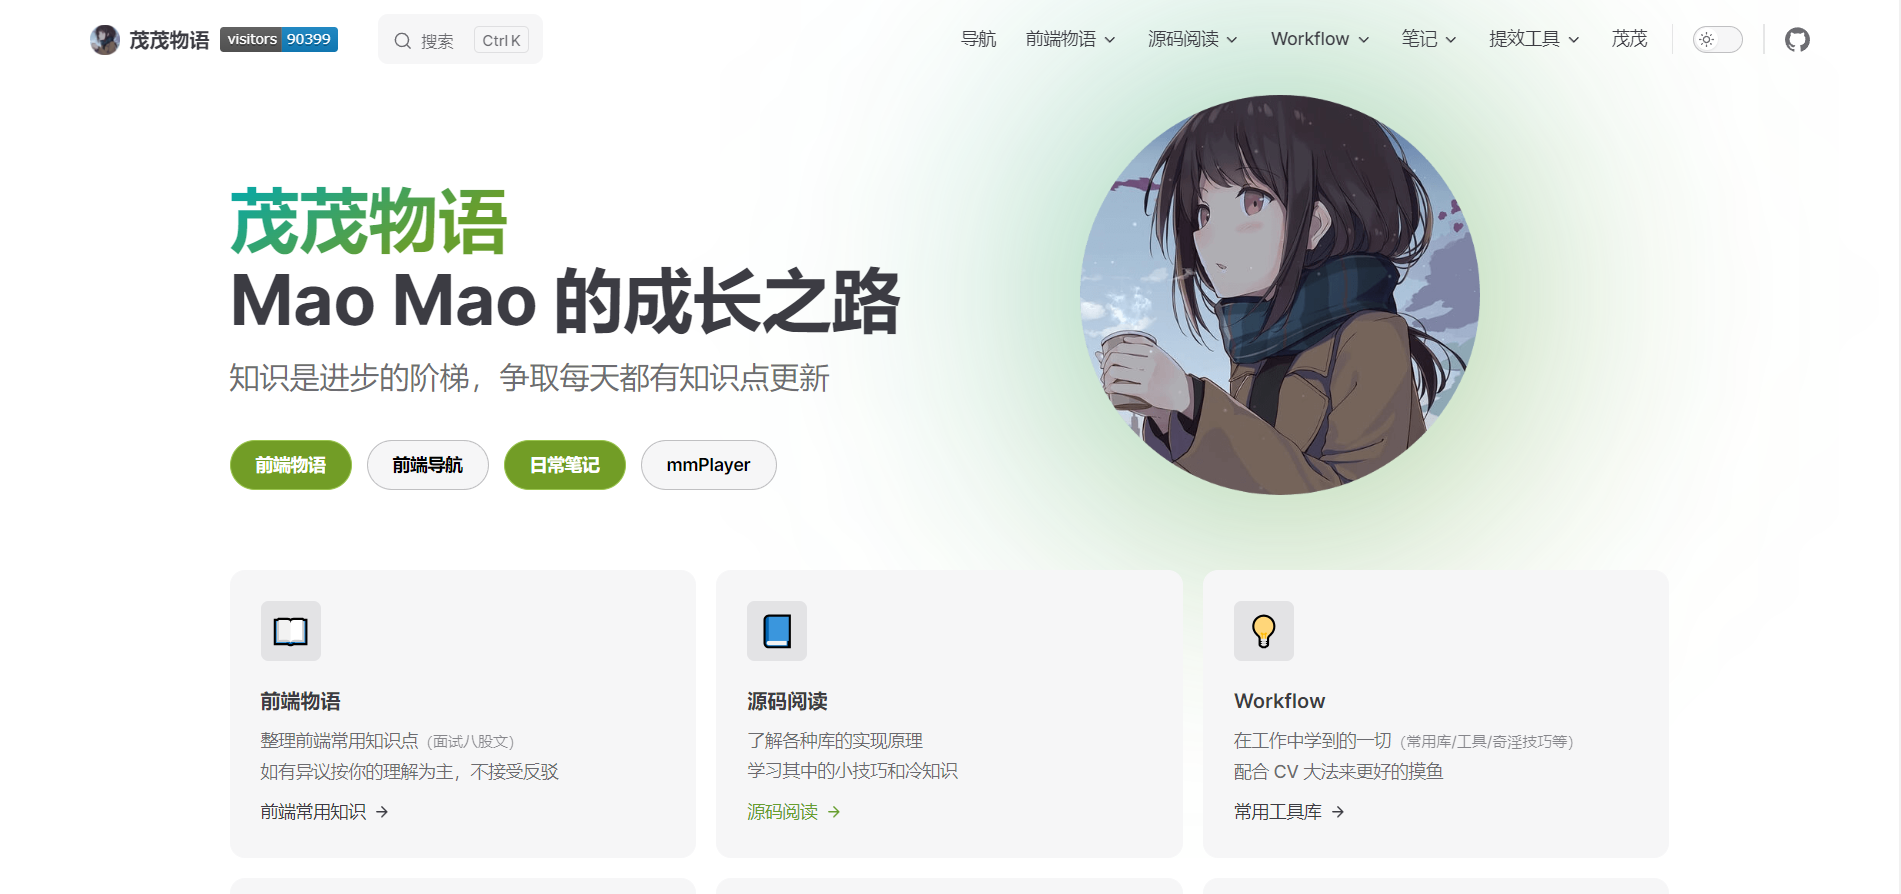 茂茂物语
visitors 90399
搜索 Ctrl K
导航 前端物语 源码阅读 Workflow 笔记 提效工具 茂茂
茂茂物语
Mao Mao 的成长之路
知识是进步的阶梯，争取每天都有知识点更新
前端物语 前端导航 日常笔记 mmPlayer
前端物语
整理前端常用知识点（面试八股文）
如有异议按你的理解为主，不接受反驳
前端常用知识 →
源码阅读
了解各种库的实现原理
学习其中的小技巧和冷知识
源码阅读 →
Workflow
在工作中学到的一切（常用库/工具/奇淫技巧等）
配合 CV 大法来更好的摸鱼
常用工具库 →